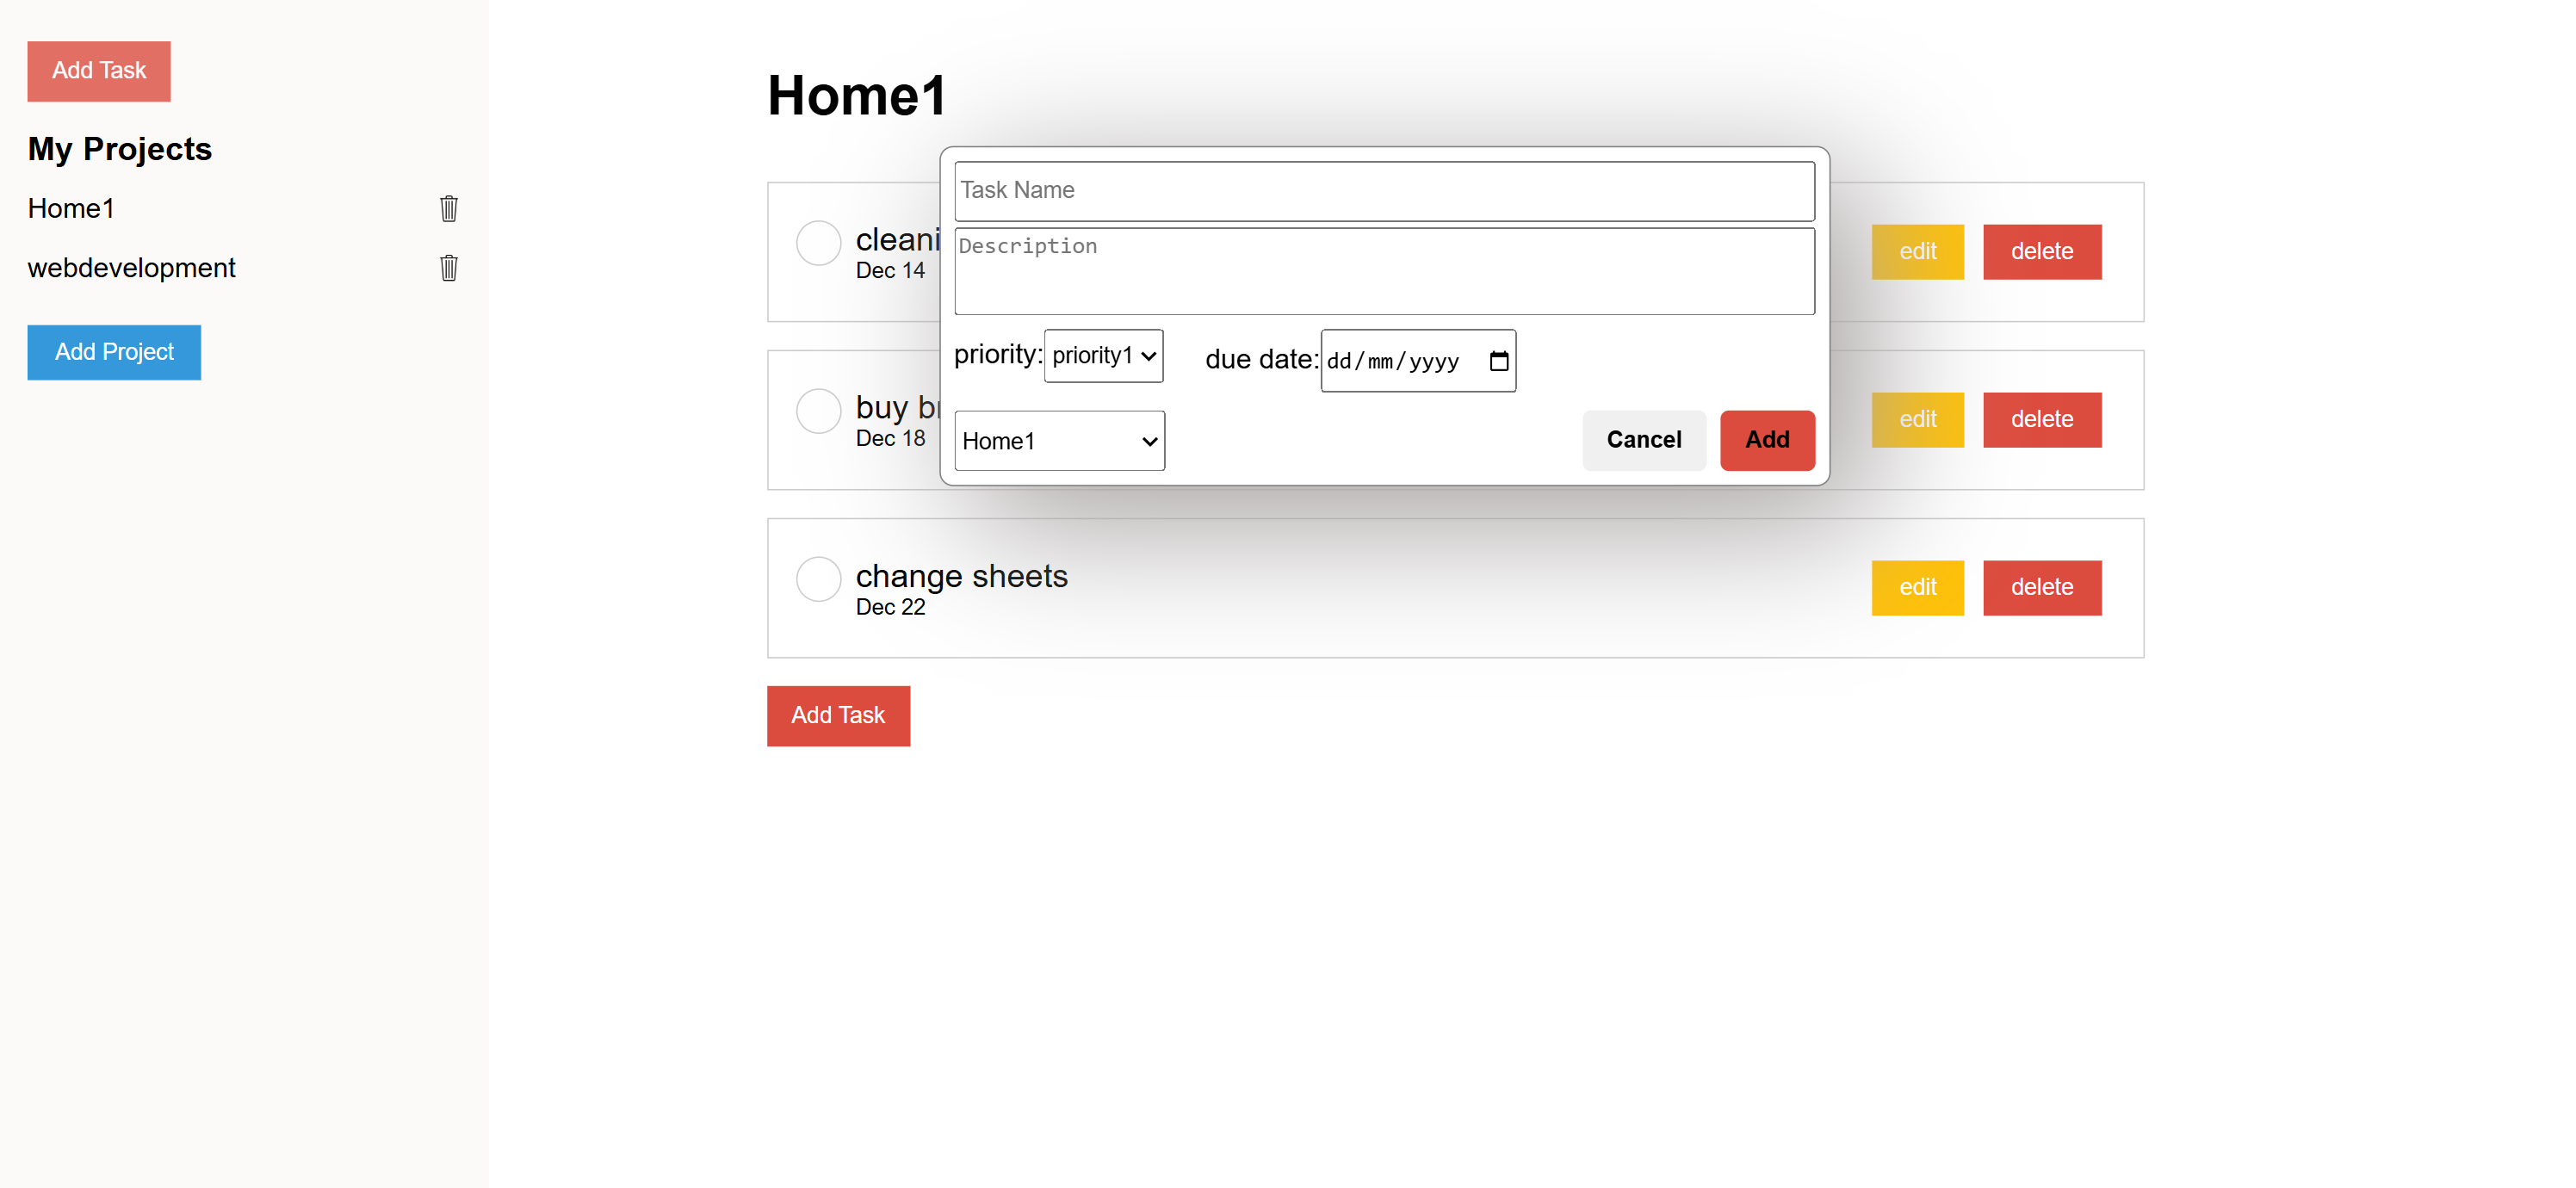 Add Task
My Projects
Home1
webdevelopment
Add Project
Home1
Task Name
Description
priority: priority1 due date: dd/mm/yyyy
Home1 Cancel Add
Dec 14
edit delete
buy
Dec 18
edit delete
change sheets
Dec 22
edit delete
Add Task